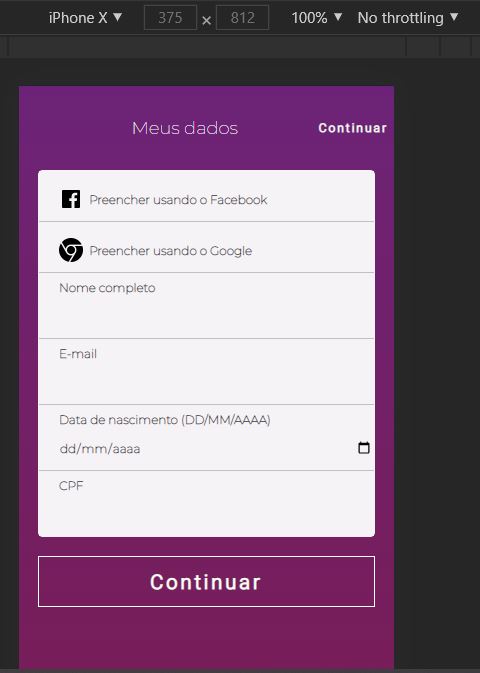 iPhone X ▼ 375 × 812 100% ▼ No throttling ▼
Meus dados Continuar
Preencher usando o Facebook
Preencher usando o Google
Nome completo
E-mail
Data de nascimento (DD/MM/AAAA)
dd/mm/aaaa
CPF
Continuar